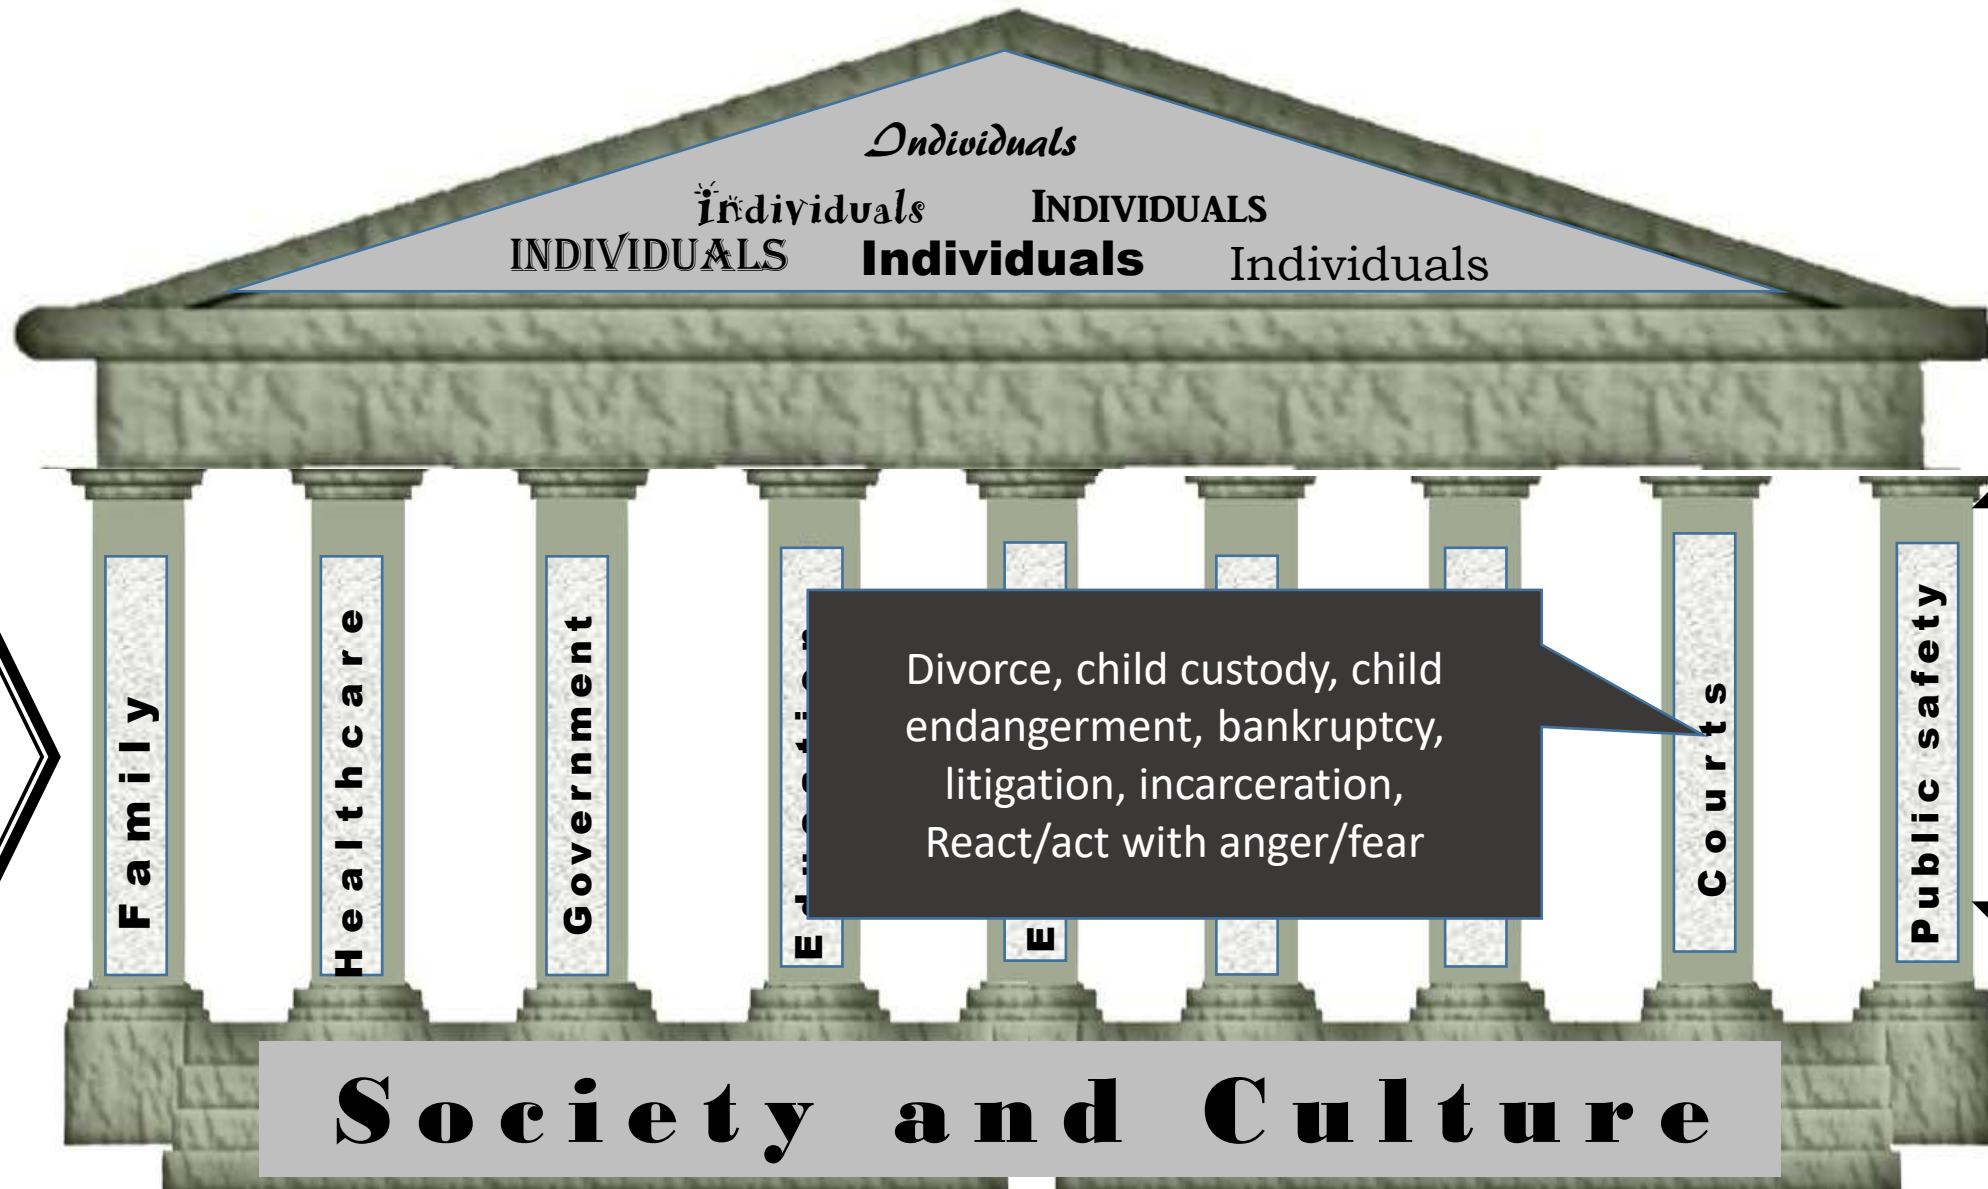 Individuals
Individuals INDIVIDUALS
INDIVIDUALS Individuals Individuals
Family
Healthcare
Government
E
Divorce, child custody, child
endangerment, bankruptcy,
litigation, incarceration,
React/act with anger/fear
Courts
Public safety
Society and Culture